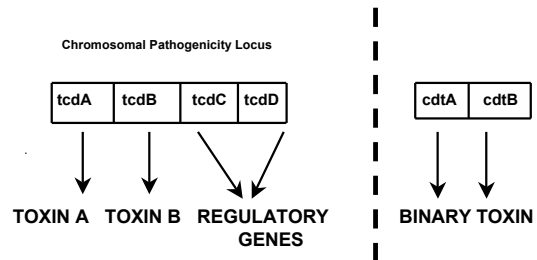 Chromosomal Pathogenicity Locus
tcdA tcdB tcdC tcdD
cdtA cdtB
TOXIN A TOXIN B REGULATORY
GENES
BINARY TOXIN